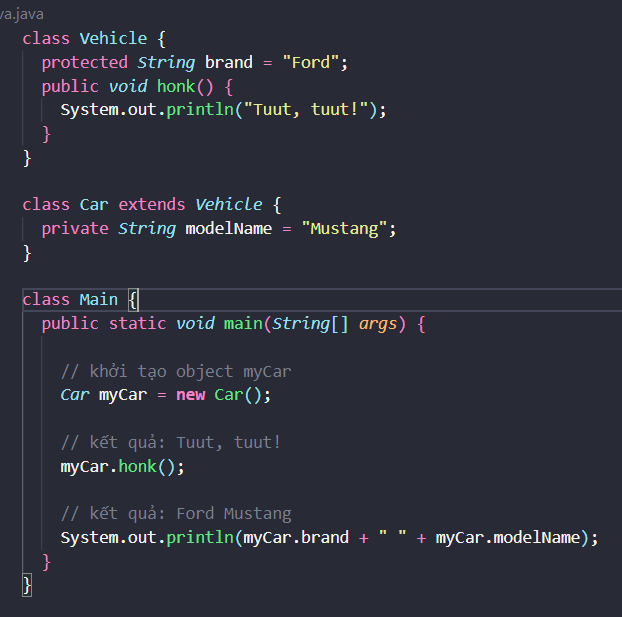 va.java
class Vehicle {
  protected String brand = "Ford";
  public void honk() {
    System.out.println("Tuut, tuut!");
  }
}

class Car extends Vehicle {
  private String modelName = "Mustang";
}

class Main {
  public static void main(String[] args) {

    // khởi tạo object myCar
    Car myCar = new Car();

    // kết quả: Tuut, tuut!
    myCar.honk();

    // kết quả: Ford Mustang
    System.out.println(myCar.brand + " " + myCar.modelName);
  }
}